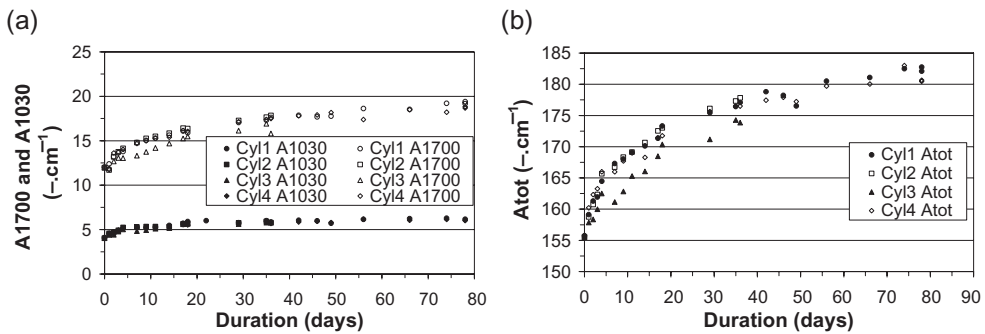 (a)
25
20
15
10
5
0
A1700 and A1030
(–.cm⁻¹)
Cyl1 A1030 Cyl1 A1700
Cyl2 A1030 Cyl2 A1700
Cyl3 A1030 Cyl3 A1700
Cyl4 A1030 Cyl4 A1700
0 10 20 30 40 50 60 70 80
Duration (days)
(b)
185
180
175
170
165
160
155
150
Atot (–.cm⁻¹)
Cyl1 Atot
Cyl2 Atot
Cyl3 Atot
Cyl4 Atot
0 10 20 30 40 50 60 70 80 90
Duration (days)